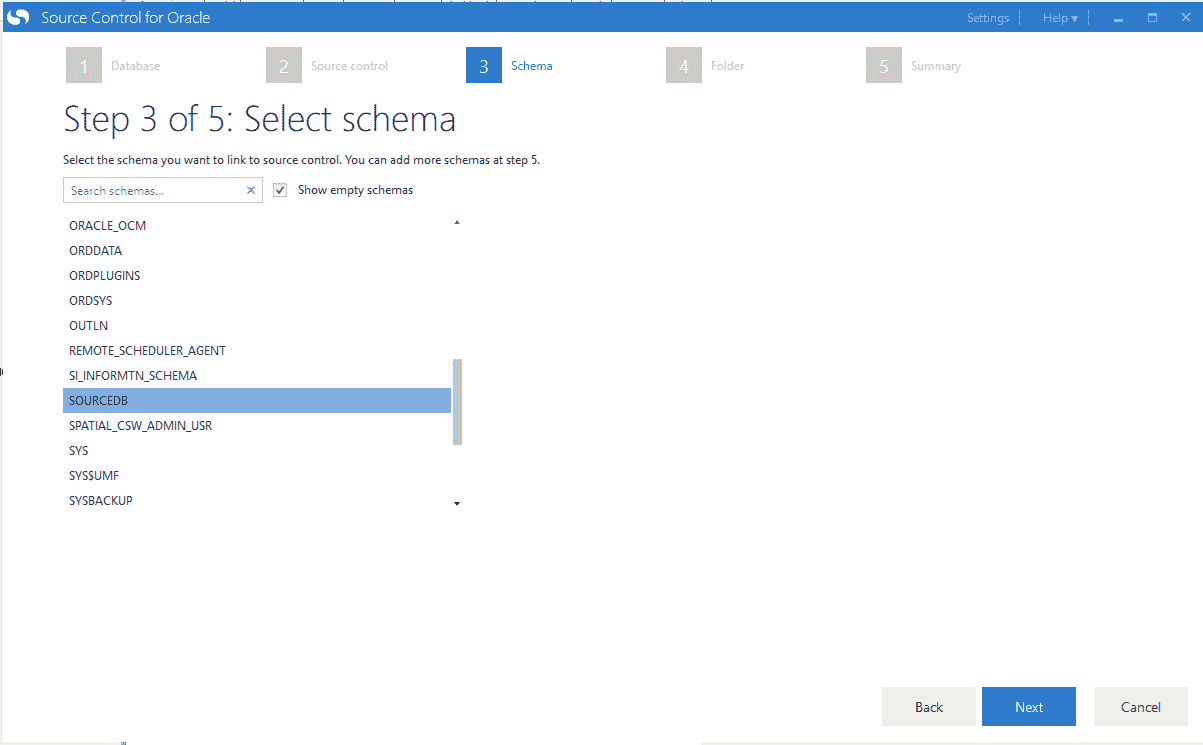 Source Control for Oracle Settings Help
1 Database 2 Source control 3 Schema 4 Folder 5 Summary
Step 3 of 5: Select schema
Select the schema you want to link to source control. You can add more schemas at step 5.
Search schemas... Show empty schemas
ORACLE_OCM
ORDDATA
ORDPLUGINS
ORDSYS
OUTLN
REMOTE_SCHEDULER_AGENT
SI_INFORMTN_SCHEMA
SOURCEDB
SPATIAL_CSW_ADMIN_USR
SYS
SYS$UMF
SYSBACKUP
Back Next Cancel